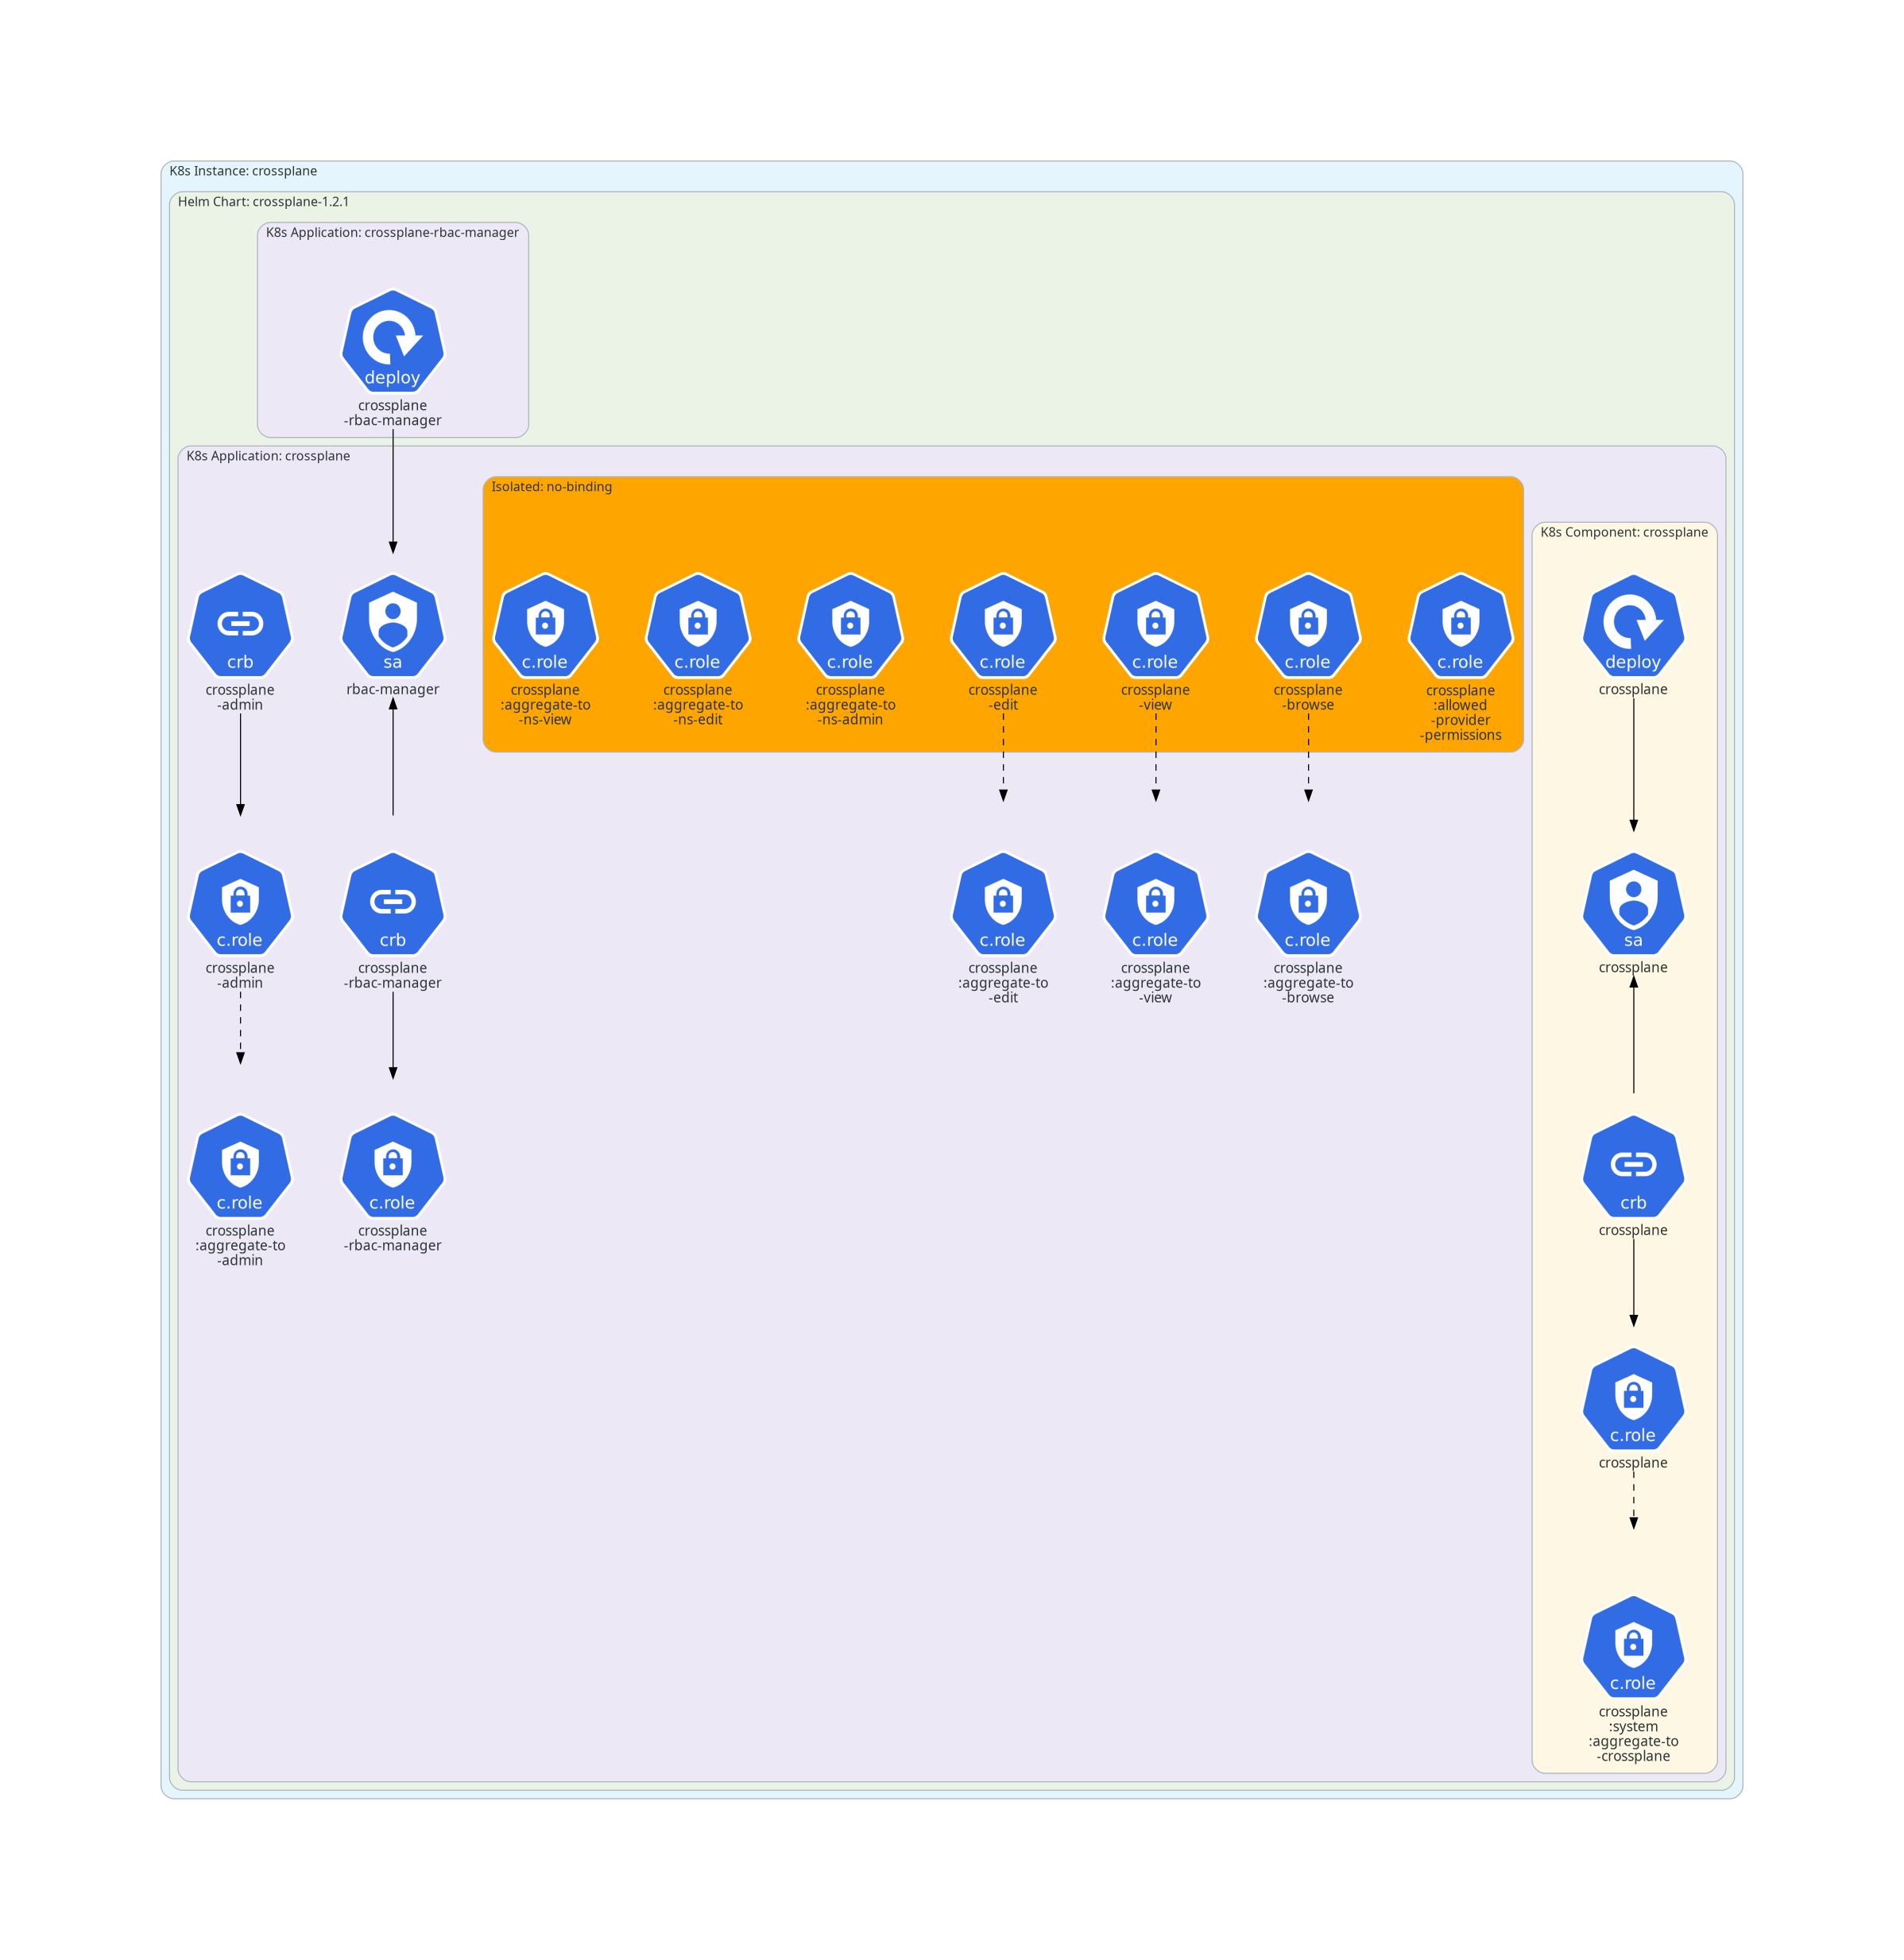 K8s Instance: crossplane
Helm Chart: crossplane-1.2.1
K8s Application: crossplane-rbac-manager
deploy
crossplane
-rbac-manager
K8s Application: crossplane
Isolated: no-binding
K8s Component: crossplane
crb
crossplane
-admin
sa
rbac-manager
c.role
crossplane
:aggregate-to
-ns-view
c.role
crossplane
:aggregate-to
-ns-edit
c.role
crossplane
:aggregate-to
-ns-admin
c.role
crossplane
-edit
c.role
crossplane
-view
c.role
crossplane
-browse
c.role
crossplane
:allowed
-provider
-permissions
deploy
crossplane
c.role
crossplane
-admin
crb
crossplane
-rbac-manager
c.role
crossplane
:aggregate-to
-edit
c.role
crossplane
:aggregate-to
-view
c.role
crossplane
:aggregate-to
-browse
sa
crossplane
c.role
crossplane
:aggregate-to
-admin
c.role
crossplane
-rbac-manager
crb
crossplane
c.role
crossplane
c.role
crossplane
:system
:aggregate-to
-crossplane